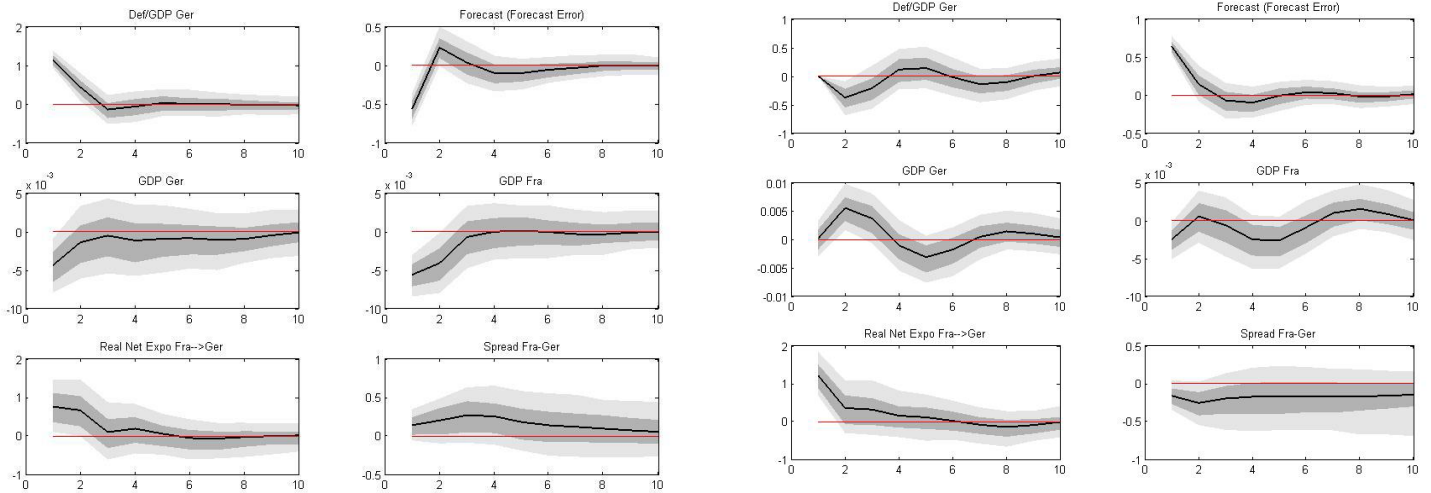 Def/GDP Ger
2
1
0
-1
0 2 4 6 8 10
Forecast (Forecast Error)
0.5
0
-0.5
-1
0 2 4 6 8 10
Def/GDP Ger
1
0.5
0
-0.5
-1
0 2 4 6 8 10
Forecast (Forecast Error)
1
0.5
0
-0.5
0 2 4 6 8 10
x 10^-3
GDP Ger
5
0
-5
-10
0 2 4 6 8 10
x 10^-3
GDP Fra
5
0
-5
-10
0 2 4 6 8 10
GDP Ger
0.01
0.005
0
-0.005
-0.01
0 2 4 6 8 10
x 10^-3
GDP Fra
5
0
-5
-10
0 2 4 6 8 10
Real Net Expo Fra-->Ger
2
1
0
-1
0 2 4 6 8 10
Spread Fra-Ger
1
0.5
0
-0.5
0 2 4 6 8 10
Real Net Expo Fra-->Ger
2
1
0
-1
0 2 4 6 8 10
Spread Fra-Ger
0.5
0
-0.5
-1
0 2 4 6 8 10